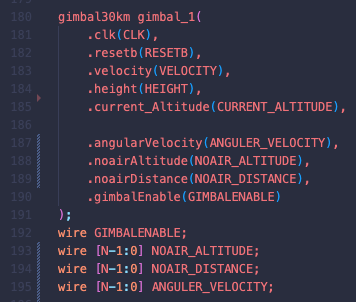 180 gimbal30km gimbal_1(
181 .clk(CLK),
182 .resetb(RESETB),
183 .velocity(VELOCITY),
184 .height(HEIGHT),
185 .current_Altitude(CURRENT_ALTITUDE),
186
187 .angularVelocity(ANGULER_VELOCITY),
188 .noairAltitude(NOAIR_ALTITUDE),
189 .noairDistance(NOAIR_DISTANCE),
190 .gimbalEnable(GIMBALENABLE)
191 );
192 wire GIMBALENABLE;
193 wire [N-1:0] NOAIR_ALTITUDE;
194 wire [N-1:0] NOAIR_DISTANCE;
195 wire [N-1:0] ANGULER_VELOCITY;